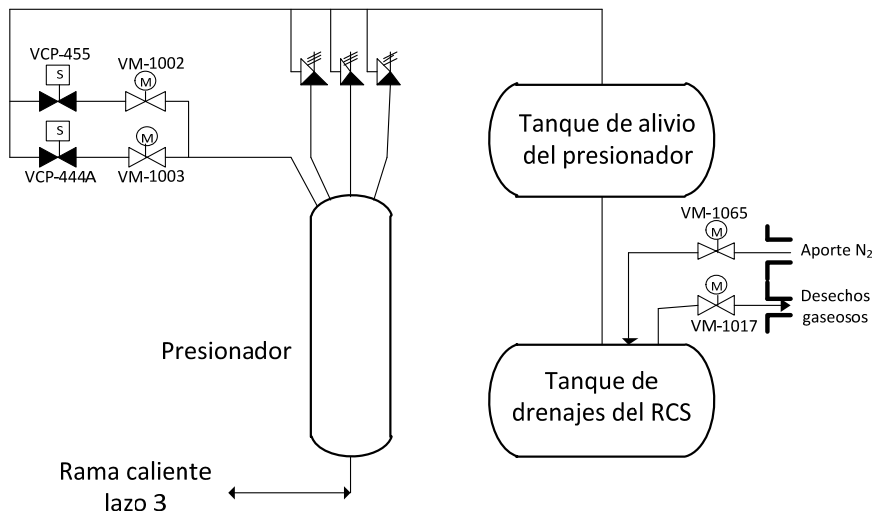 VCP-455
S
VM-1002
M
S
VCP-444A
M
VM-1003
Tanque de alivio
del presionador
VM-1065
M
Aporte N₂
M
VM-1017
Desechos
gaseosos
Presionador
Tanque de
drenajes del RCS
Rama caliente
lazo 3